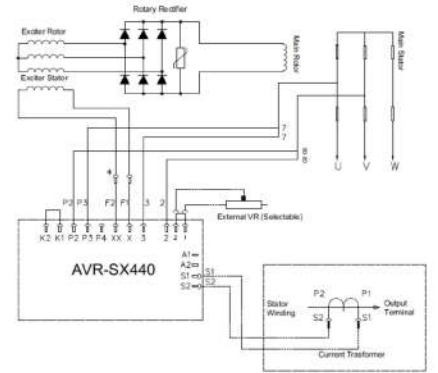 Rotary Rectifier
Exciter Rotor
Main Rotor
Main Stator
Exciter Stator
7
7
8
8
U V W
*
P2 P3 F2 F1 3 2
External VR (Selectable)
K2 K1 P2 P3 P4 XX X 3 2
A1
A2
S1 S1
S2 S2
AVR-SX440
P2 P1
Stator
Winding
Output
Terminal
S2 S1
Current Trasformer